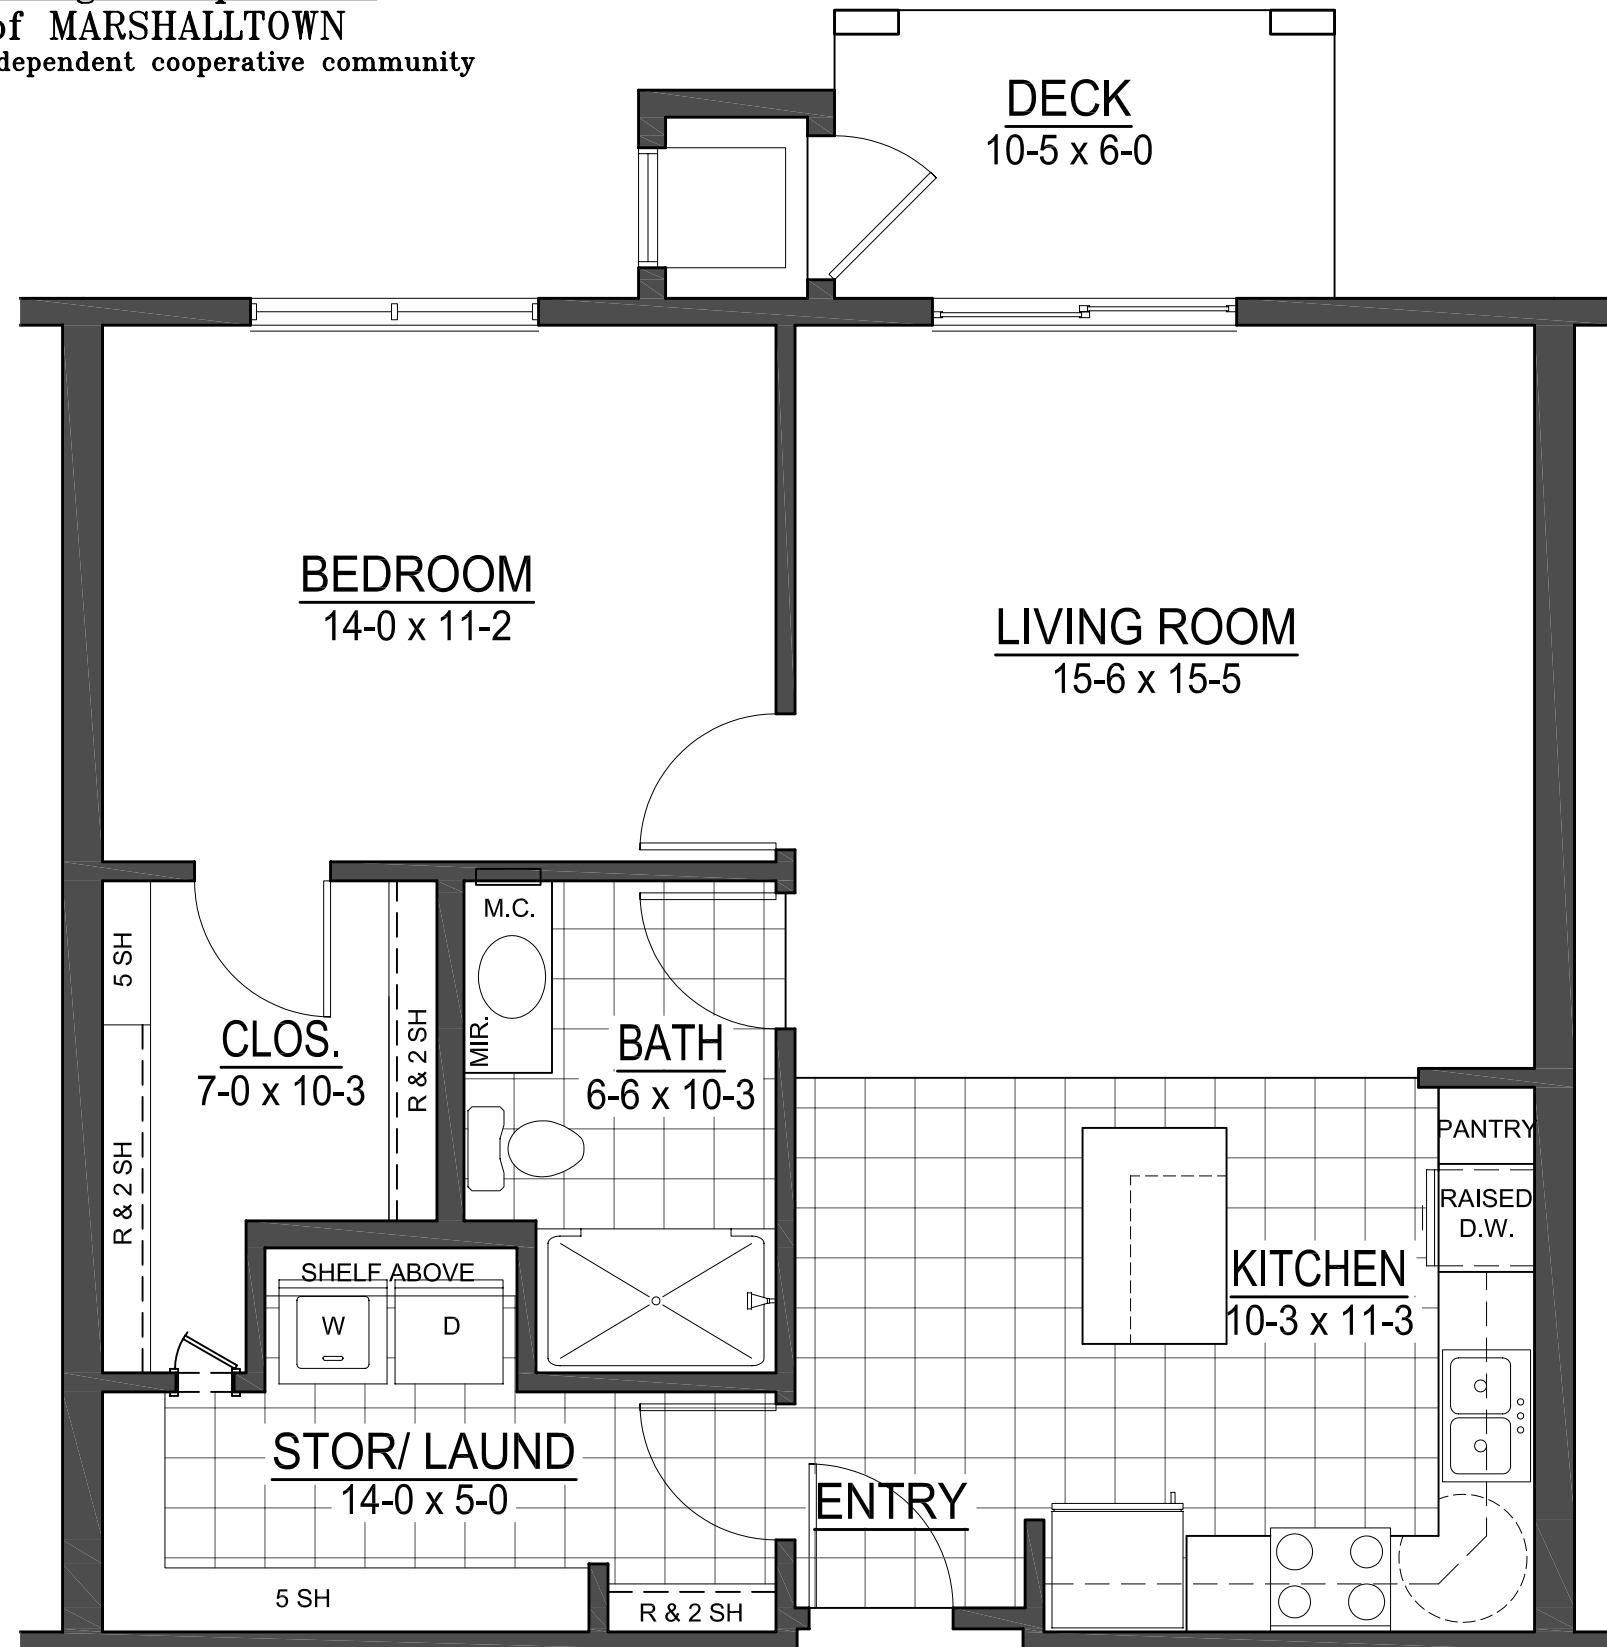 of MARSHALLTOWN
dependent cooperative community
DECK
10-5 x 6-0
BEDROOM
14-0 x 11-2
LIVING ROOM
15-6 x 15-5
M.C.
5 SH
CLOS.
7-0 x 10-3
R & 2 SH
MIR.
BATH
6-6 x 10-3
R & 2 SH
PANTRY
RAISED
D.W.
KITCHEN
10-3 x 11-3
SHELF ABOVE
W
D
STOR/ LAUND
14-0 x 5-0
ENTRY
5 SH
R & 2 SH